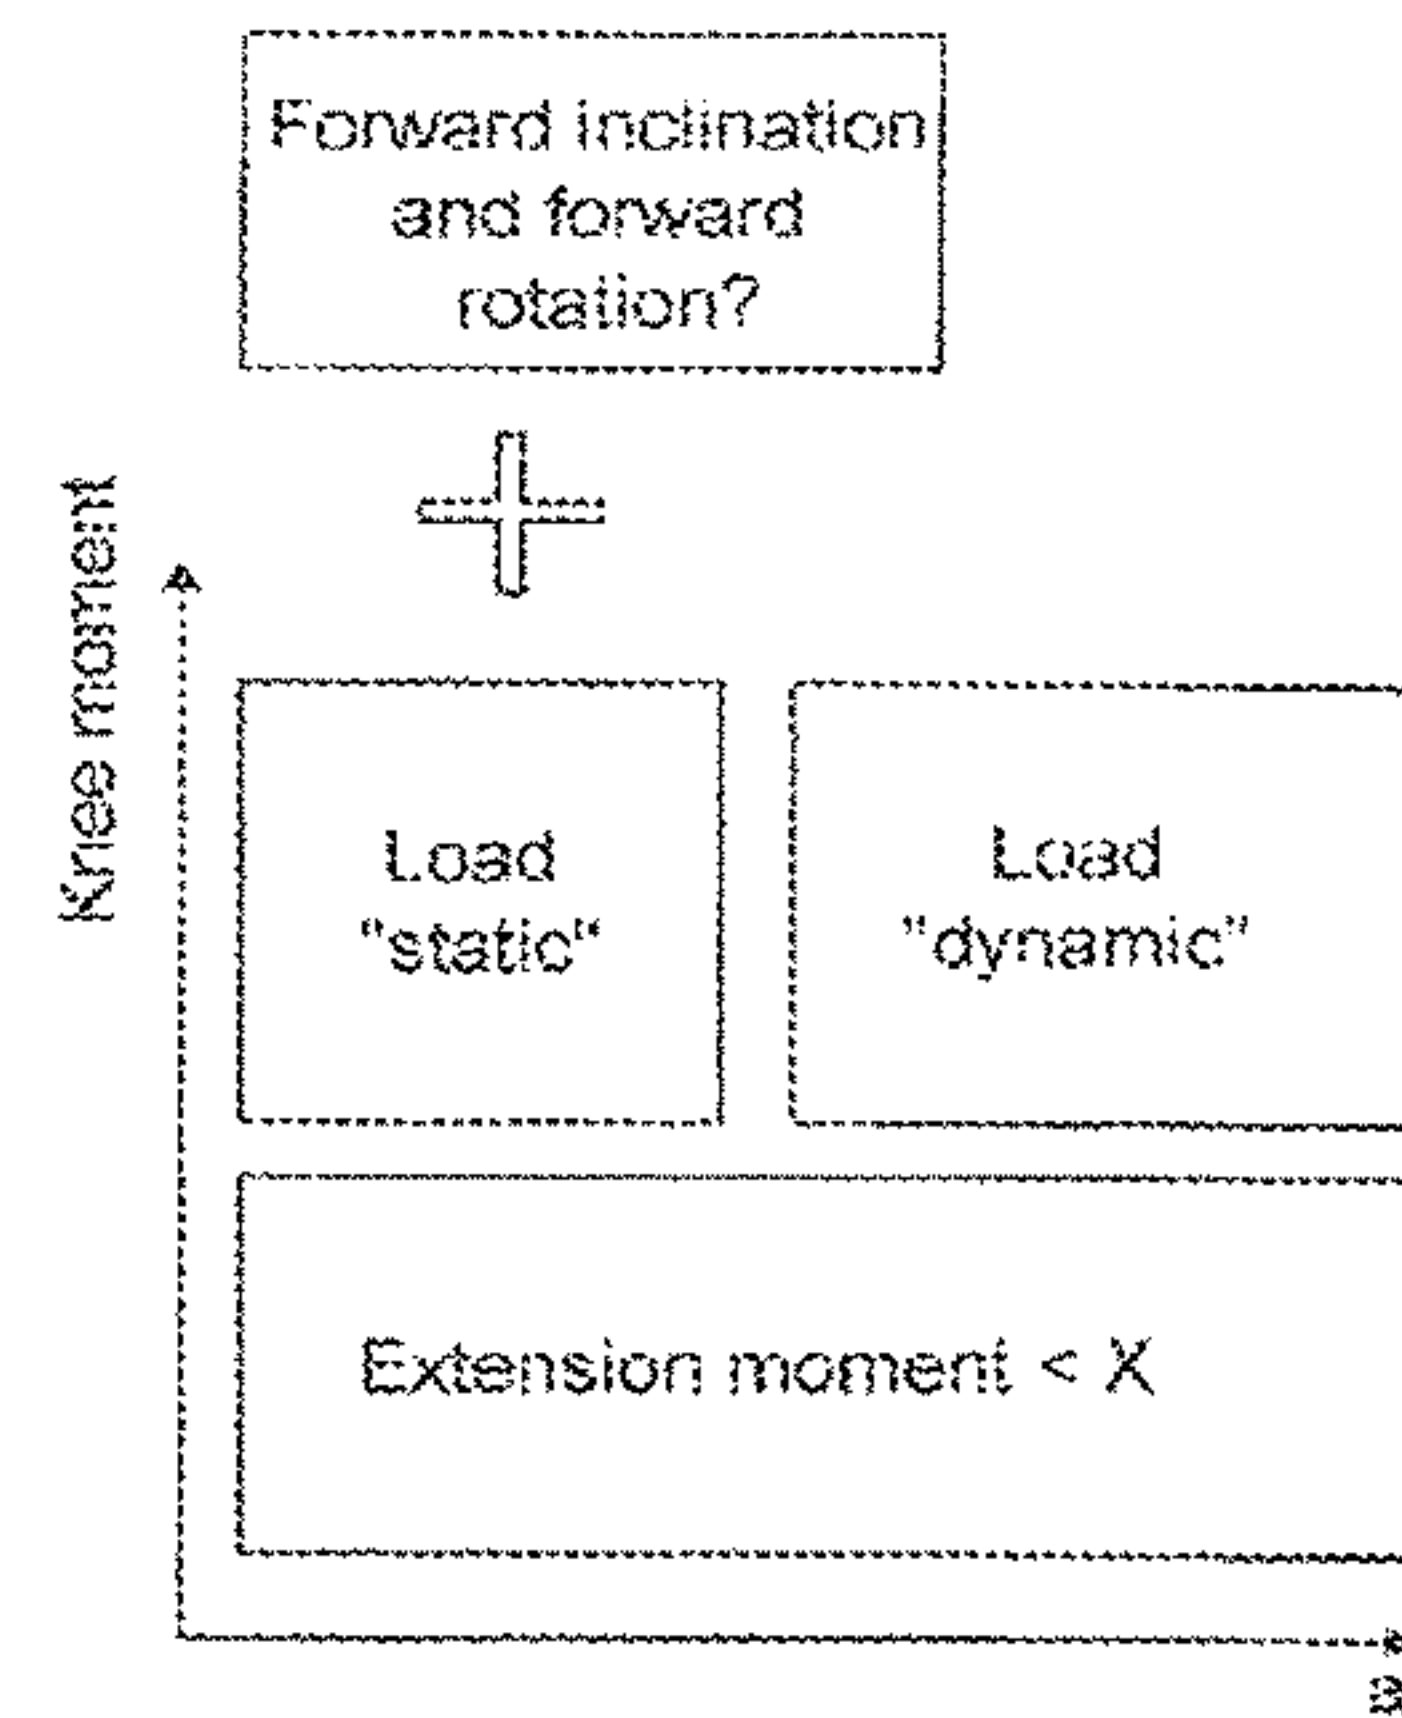 Forward inclination
and forward
rotation?
Knee moment
Load
"static"
Load
"dynamic"
Extension moment < X